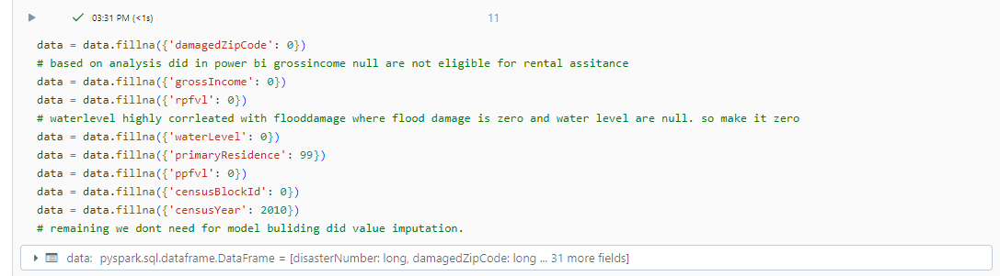 03:31 PM (<1s)
11
data = data.fillna({'damagedZipCode': 0})
# based on analysis did in power bi grossincome null are not eligible for rental assitance
data = data.fillna({'grossIncome': 0})
data = data.fillna({'rpfvl': 0})
# waterlevel highly corrleated with flooddamage where flood damage is zero and water level are null. so make it zero
data = data.fillna({'waterLevel': 0})
data = data.fillna({'primaryResidence': 99})
data = data.fillna({'ppfvl': 0})
data = data.fillna({'censusBlockId': 0})
data = data.fillna({'censusYear': 2010})
# remaining we dont need for model buliding did value imputation.
data: pyspark.sql.dataframe.DataFrame = [disasterNumber: long, damagedZipCode: long ... 31 more fields]